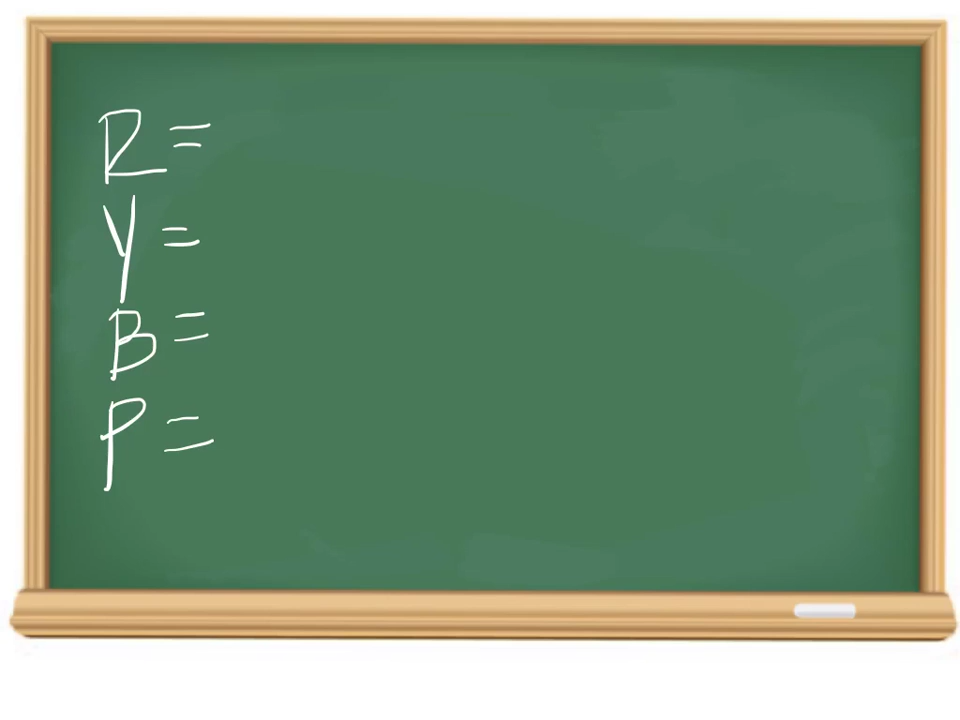 R =
Y =
B =
P =